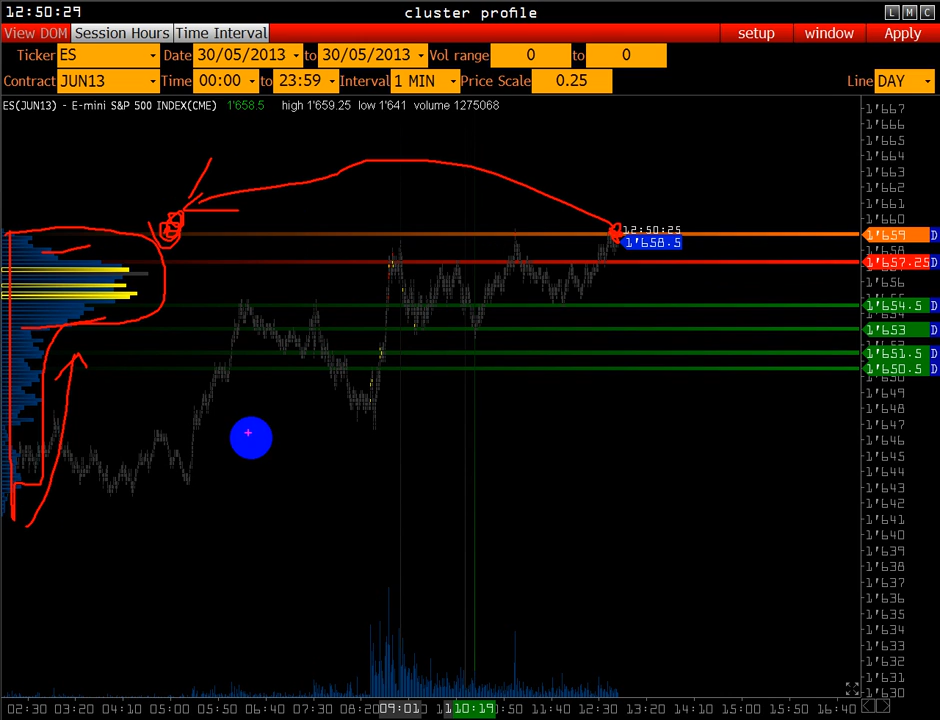 12:50:29 cluster profile L M C
View DOM Session Hours Time Interval setup window Apply
Ticker ES Date 30/05/2013 to 30/05/2013 Vol range 0 to 0
Contract JUN13 Time 00:00 to 23:59 Interval 1 MIN Price Scale 0.25 Line DAY
ES(JUN13) - E-mini S&P 500 INDEX(CME) 1'658.5 high 1'659.25 low 1'641 volume 1275068
1'667
1'666
1'665
1'664
1'663
1'662
1'661
1'660
12:50:25
1'659 D
1'658.5
1'657.25 D
1'656
1'654.5 D
1'653 D
1'651.5 D
1'650.5 D
1'649
1'648
1'647
1'646
1'645
1'644
1'643
1'642
1'641
1'540
1'639
1'638
1'637
1'636
1'635
1'634
1'633
1'632
1'631
1'630
02:30 03:20 04:10 05:00 05:50 06:40 07:30 08:20 09:01 10:19 :50 11:40 12:30 13:20 14:10 15:00 15:50 16:40